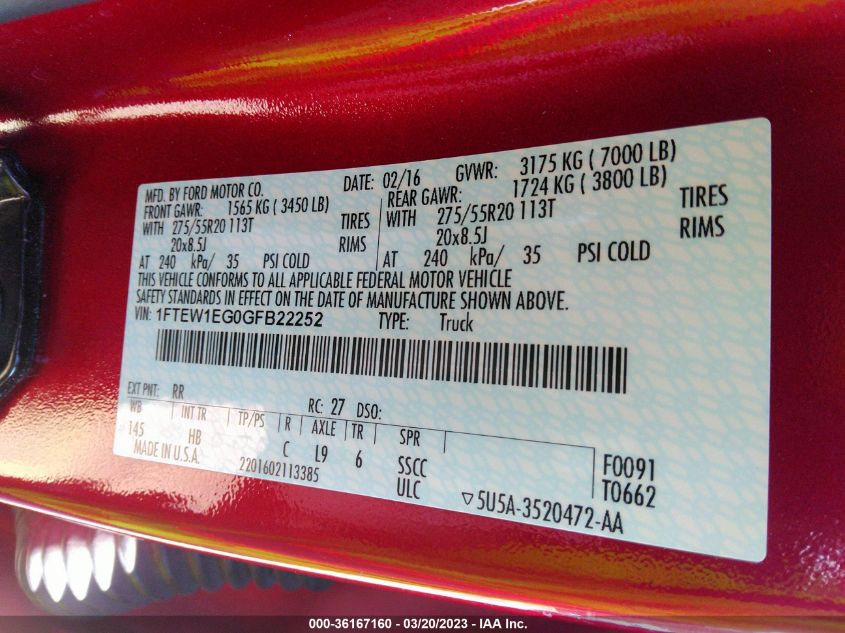 MFD. BY FORD MOTOR CO. DATE: 02/16 GVWR: 3175 KG ( 7000 LB)
FRONT GAWR: 1565 KG ( 3450 LB) REAR GAWR: 1724 KG ( 3800 LB)
WITH 275/55R20 113T TIRES WITH 275/55R20 113T TIRES
20x8.5J RIMS 20x8.5J RIMS
AT 240 kPa/ 35 PSI COLD AT 240 kPa/ 35 PSI COLD
THIS VEHICLE CONFORMS TO ALL APPLICABLE FEDERAL MOTOR VEHICLE
SAFETY STANDARDS IN EFFECT ON THE DATE OF MANUFACTURE SHOWN ABOVE.
VIN: 1FTEW1EG0GFB22252 TYPE: Truck
EXT PNT: RR RC: 27 DSO:
WB INT TR TP/PS R AXLE TR SPR
145 HB C L9 6 SSCC F0091
MADE IN U.S.A. 2201602113385 ULC T0662
▽5U5A-3520472-AA
000-36167160 — 03/20/2023 — IAA Inc.